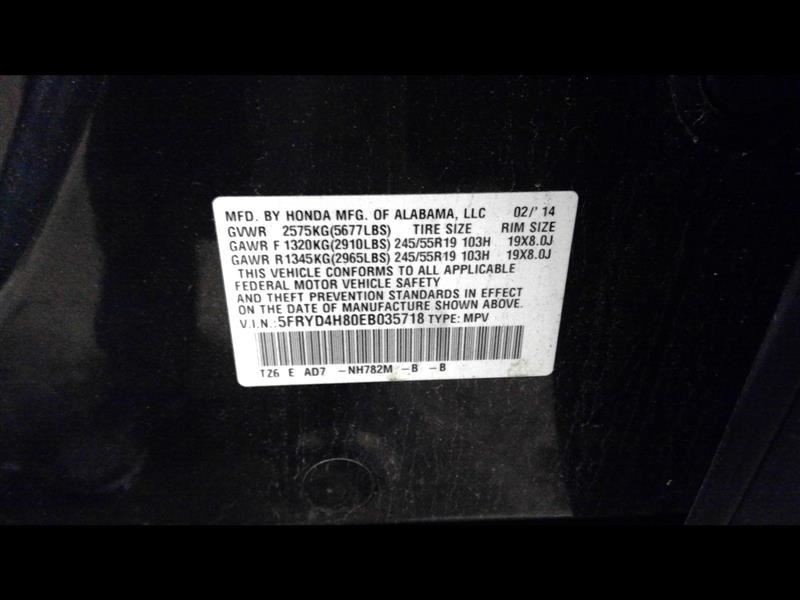 MFD. BY HONDA MFG. OF ALABAMA, LLC 02/' 14
GVWR 2575KG(5677LBS) TIRE SIZE RIM SIZE
GAWR F 1320KG(2910LBS) 245/55R19 103H 19X8.0J
GAWR R1345KG(2965LBS) 245/55R19 103H 19X8.0J
THIS VEHICLE CONFORMS TO ALL APPLICABLE
FEDERAL MOTOR VEHICLE SAFETY
AND THEFT PREVENTION STANDARDS IN EFFECT
ON THE DATE OF MANUFACTURE SHOWN ABOVE.
V.I.N.: 5FRYD4H80EB035718 TYPE: MPV
TZ6 E AD7 -NH782M -B -B